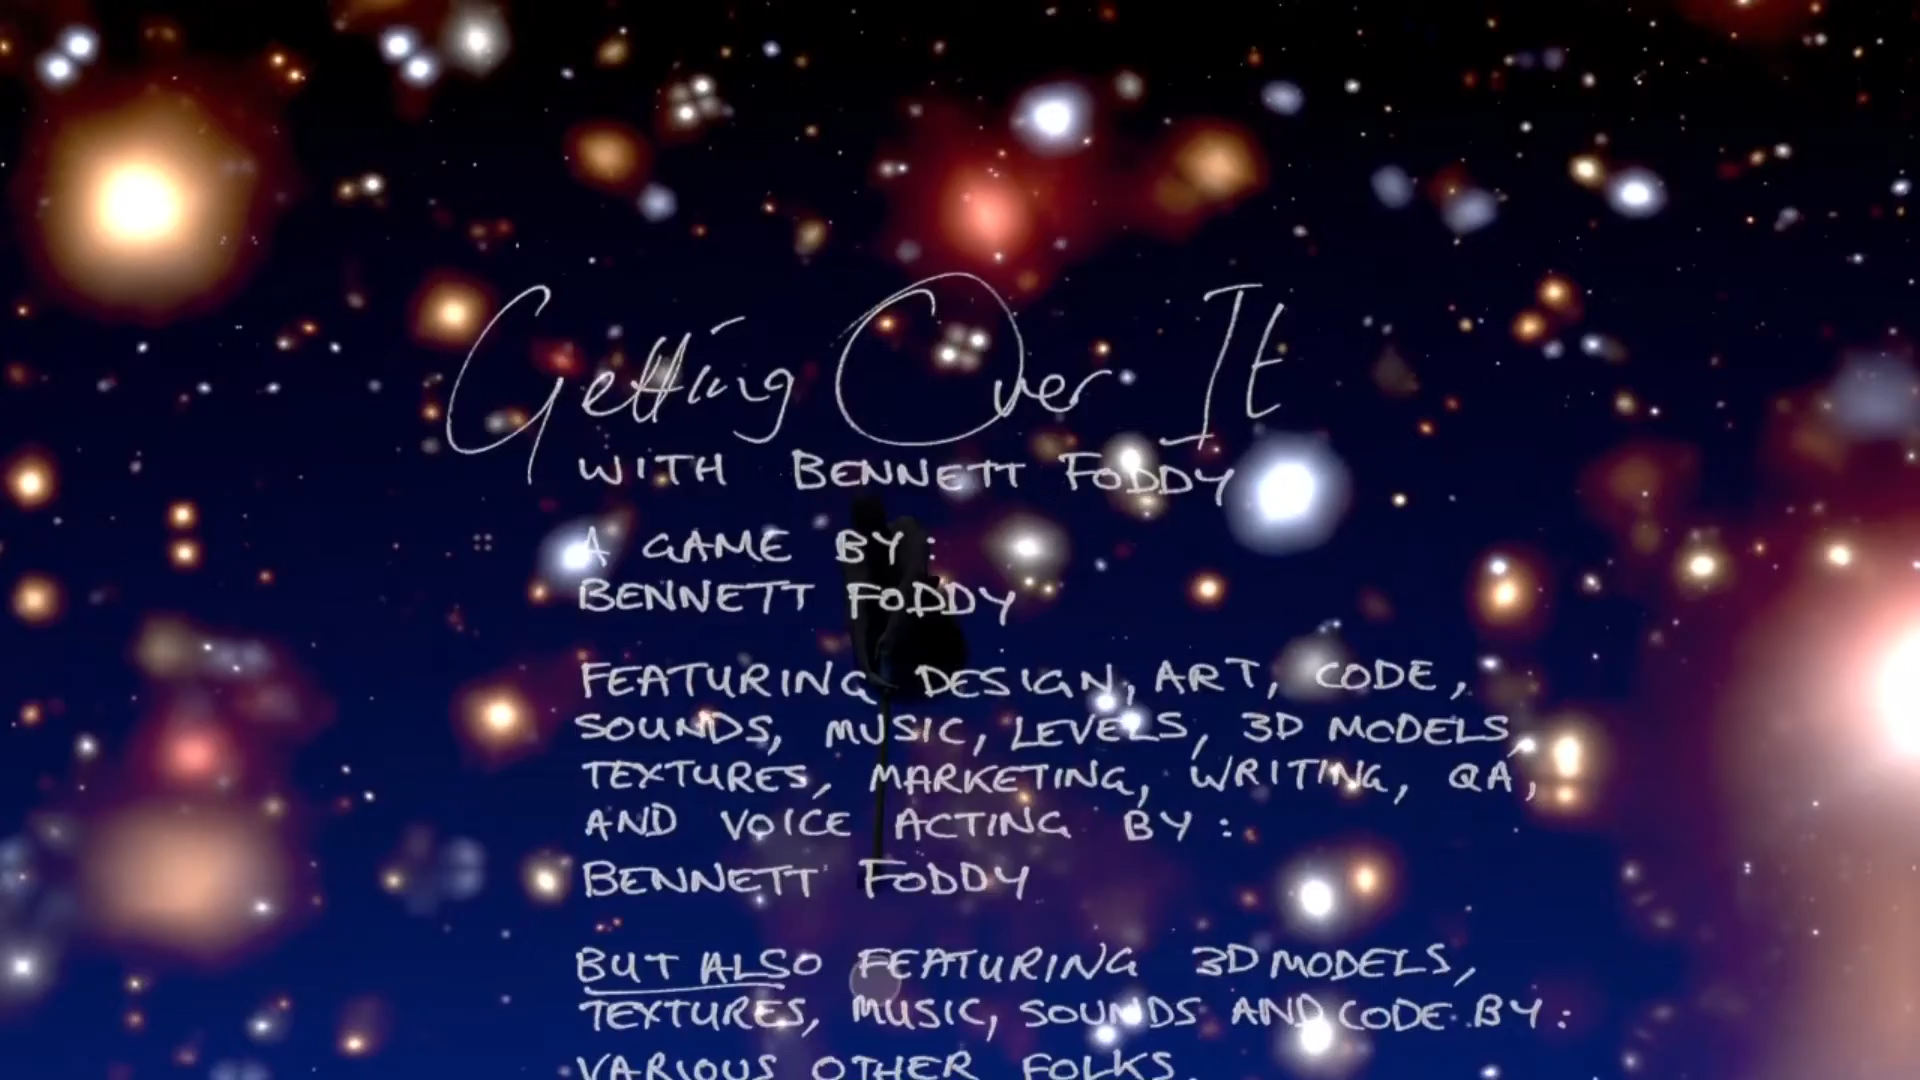 Getting Over It
WITH BENNETT FODDY
A GAME BY:
BENNETT FODDY
FEATURING DESIGN, ART, CODE,
SOUNDS, MUSIC, LEVELS, 3D MODELS,
TEXTURES, MARKETING, WRITING, QA,
AND VOICE ACTING BY:
BENNETT FODDY
BUT ALSO FEATURING 3D MODELS,
TEXTURES, MUSIC, SOUNDS AND CODE BY:
VARIOUS OTHER FOLKS.